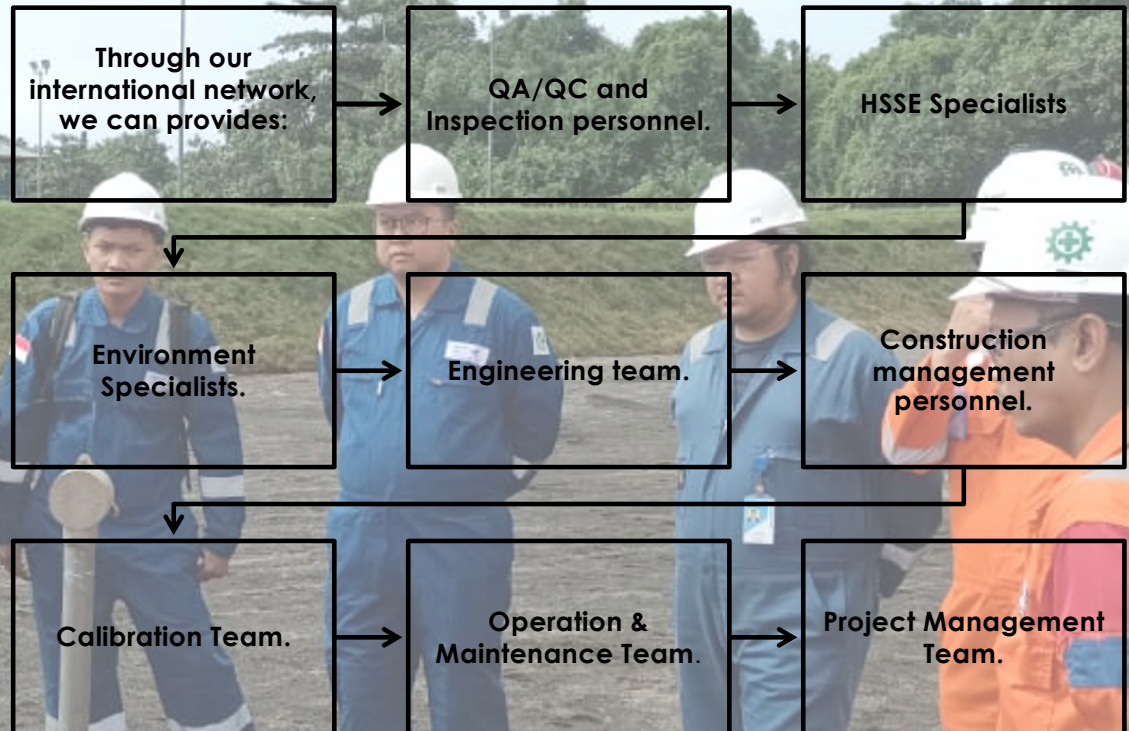 Through our
international network,
we can provides:
QA/QC and
Inspection personnel.
HSSE Specialists
Environment
Specialists.
Engineering team.
Construction
management
personnel.
Calibration Team.
Operation &
Maintenance Team.
Project Management
Team.